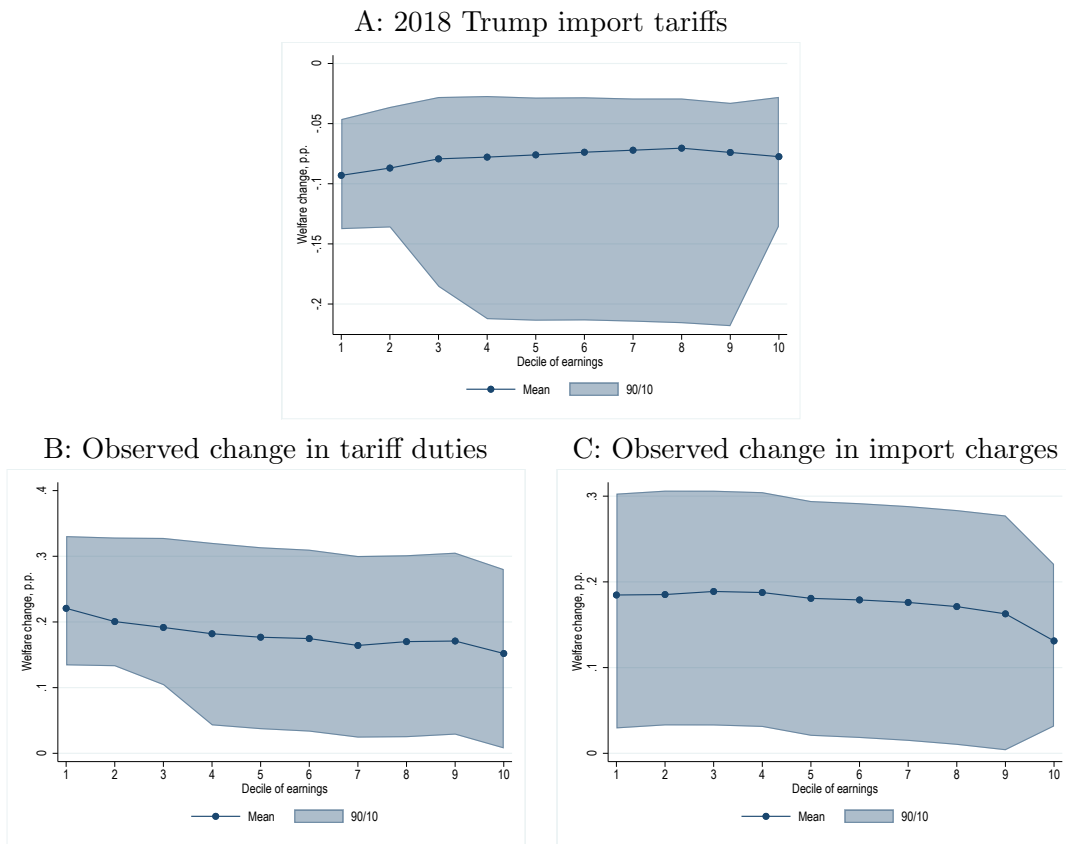 A: 2018 Trump import tariffs
Welfare change, p.p.
0
-.05
-.1
-.15
-.2
1 2 3 4 5 6 7 8 9 10
Decile of earnings
Mean 90/10
B: Observed change in tariff duties
Welfare change, p.p.
.4
.3
.2
.1
0
1 2 3 4 5 6 7 8 9 10
Decile of earnings
Mean 90/10
C: Observed change in import charges
Welfare change, p.p.
.3
.2
.1
0
1 2 3 4 5 6 7 8 9 10
Decile of earnings
Mean 90/10